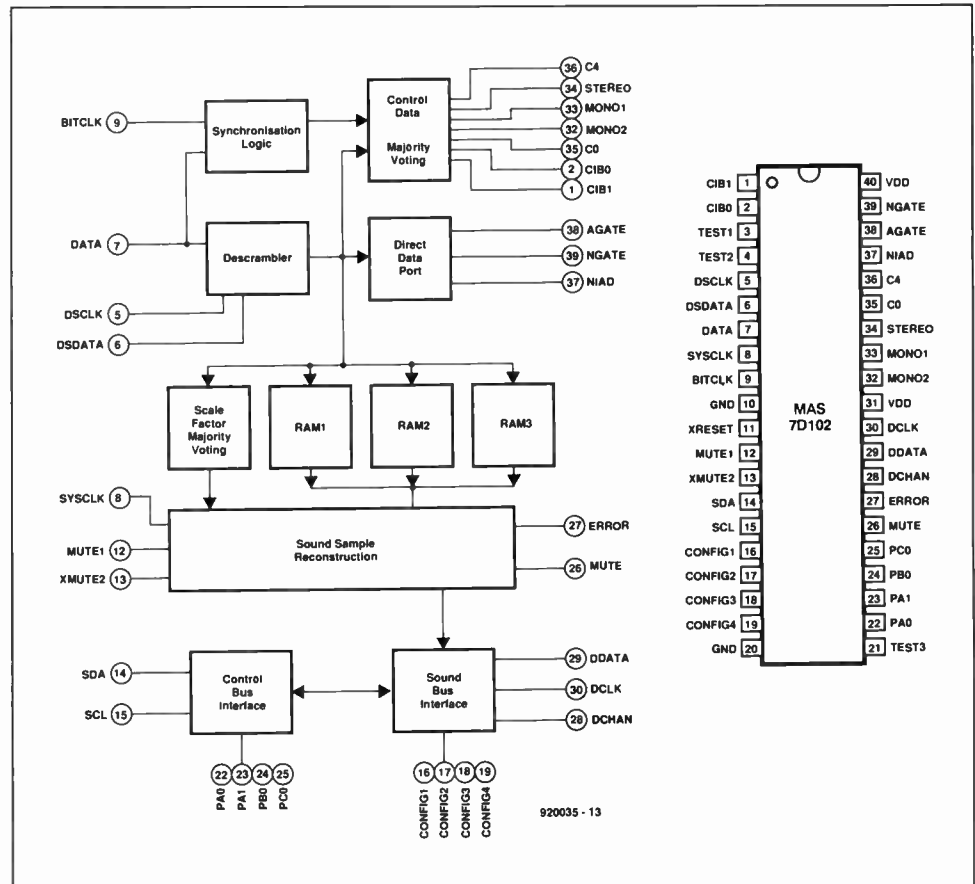 36 C4
34 STEREO
33 MONO1
32 MONO2
35 C0
2 CIB0
1 CIB1
Control
Data
Majority
Voting
BITCLK 9
Synchronisation
Logic
DATA 7
Descrambler
Direct
Data
Port
38 AGATE
39 NGATE
37 NIAD
DSCLK 5
DSDATA 6
Scale
Factor
Majority
Voting
RAM1
RAM2
RAM3
SYSCLK 8
MUTE1 12
XMUTE2 13
Sound Sample
Reconstruction
27 ERROR
26 MUTE
SDA 14
SCL 15
Control
Bus
Interface
Sound
Bus
Interface
29 DDATA
30 DCLK
28 DCHAN
22 23 24 25
PA0 PA1 PB0 PC0
16 17 18 19
CONFIG1 CONFIG2 CONFIG3 CONFIG4
920035 - 13
CIB1 1
CIB0 2
TEST1 3
TEST2 4
DSCLK 5
DSDATA 6
DATA 7
SYSCLK 8
BITCLK 9
GND 10
XRESET 11
MUTE1 12
XMUTE2 13
SDA 14
SCL 15
CONFIG1 16
CONFIG2 17
CONFIG3 18
CONFIG4 19
GND 20
MAS
7D102
40 VDD
39 NGATE
38 AGATE
37 NIAD
36 C4
35 C0
34 STEREO
33 MONO1
32 MONO2
31 VDD
30 DCLK
29 DDATA
28 DCHAN
27 ERROR
26 MUTE
25 PC0
24 PB0
23 PA1
22 PA0
21 TEST3